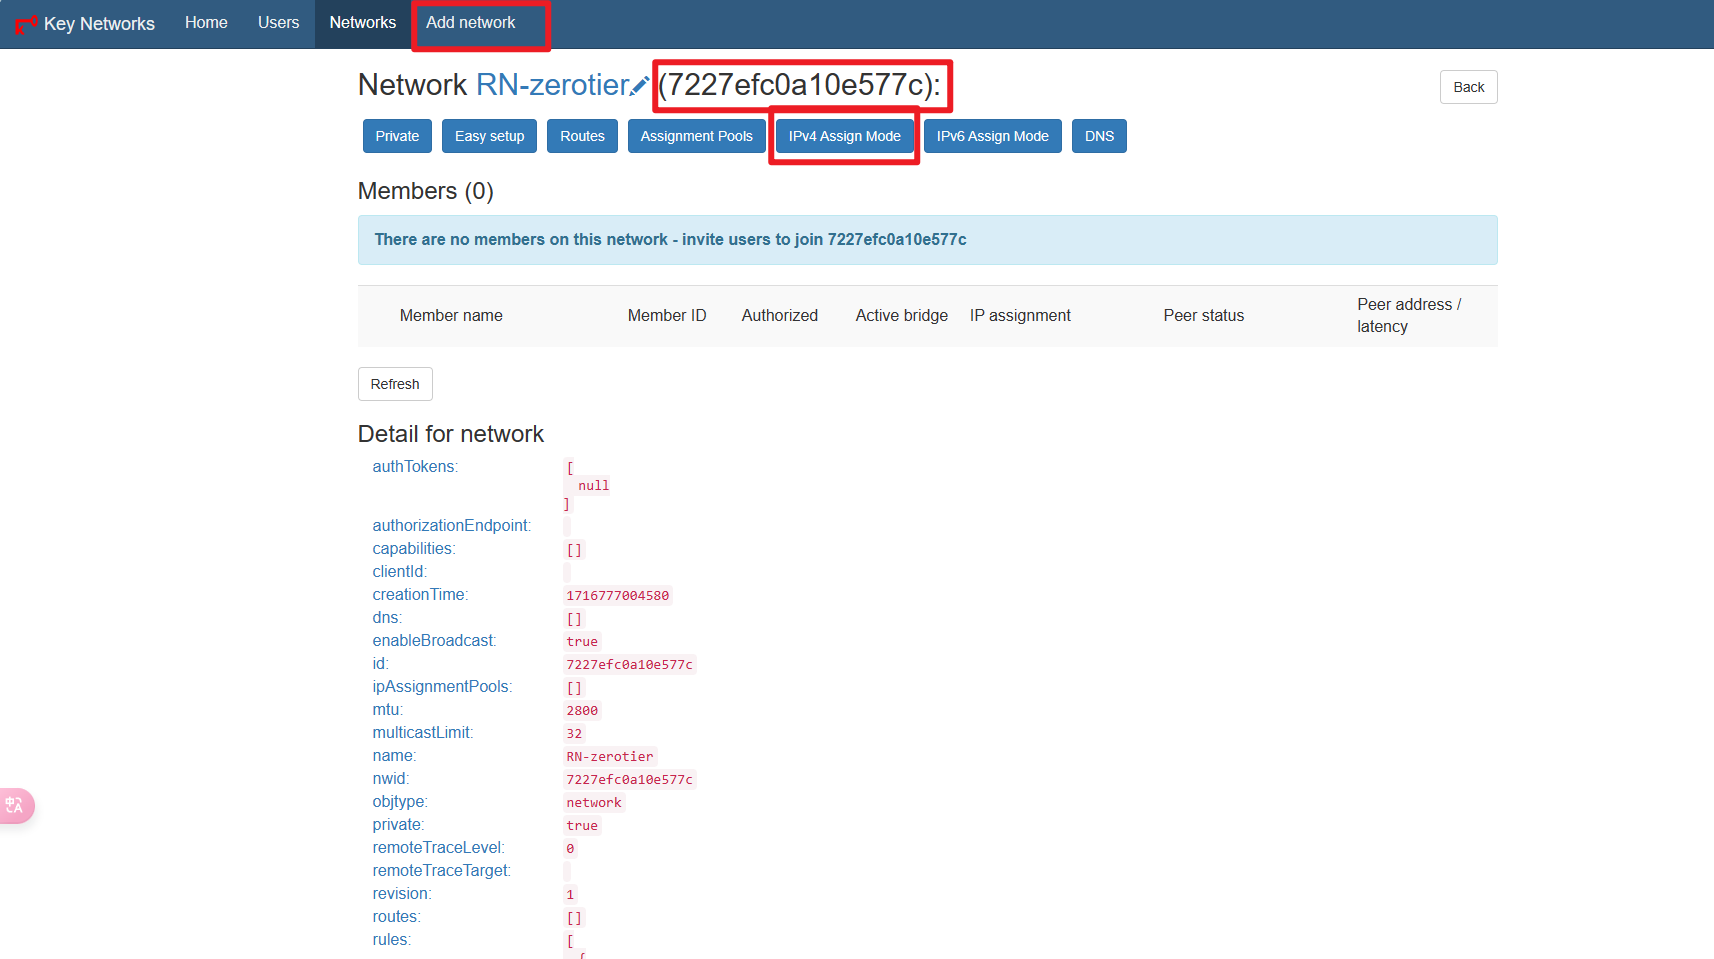 Key Networks Home Users Networks Add network
Network RN-zerotier (7227efc0a10e577c):
Back
Private Easy setup Routes Assignment Pools IPv4 Assign Mode IPv6 Assign Mode DNS
Members (0)
There are no members on this network - invite users to join 7227efc0a10e577c
Member name Member ID Authorized Active bridge IP assignment Peer status Peer address /
latency
Refresh
Detail for network
authTokens: [
null
]
authorizationEndpoint:
capabilities: []
clientId:
creationTime: 1716777004580
dns: []
enableBroadcast: true
id: 7227efc0a10e577c
ipAssignmentPools: []
mtu: 2800
multicastLimit: 32
name: RN-zerotier
nwid: 7227efc0a10e577c
objtype: network
private: true
remoteTraceLevel: 0
remoteTraceTarget:
revision: 1
routes: []
rules: [
{